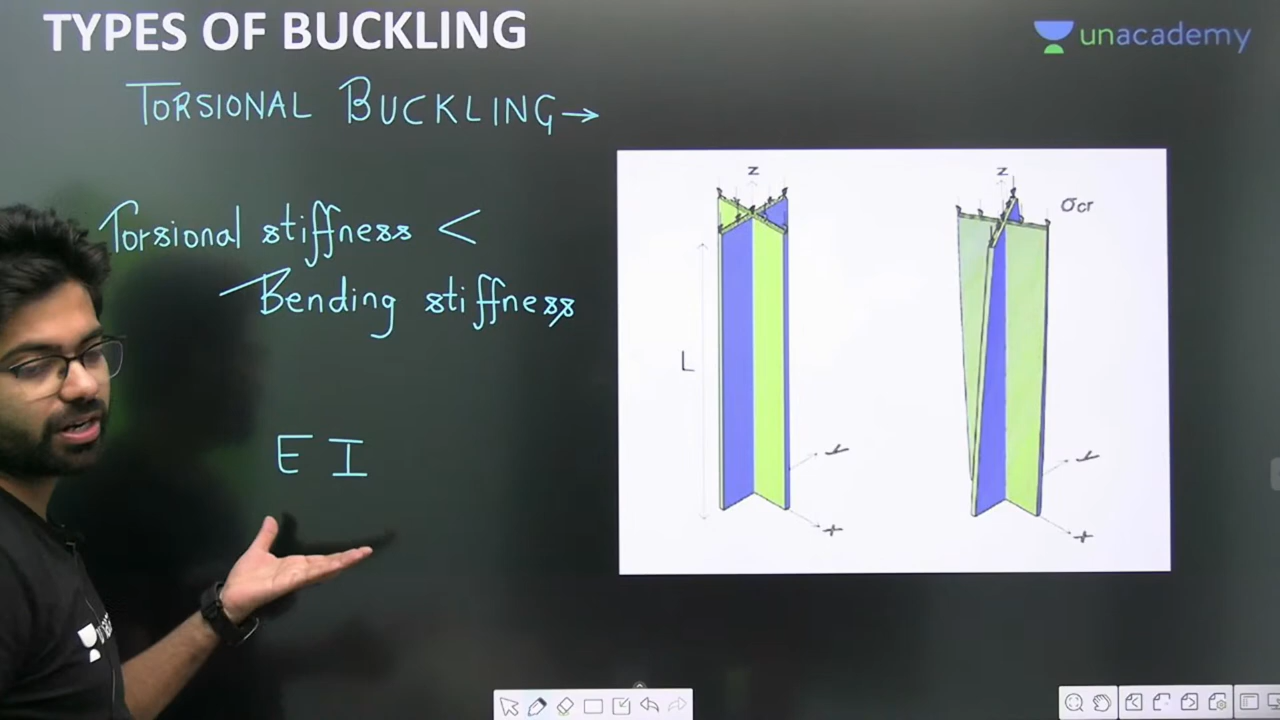 TYPES OF BUCKLING
unacademy
TORSIONAL BUCKLING →
Torsional stiffness <
Bending stiffness
E I
z
L
y
x
z
σcr
y
x